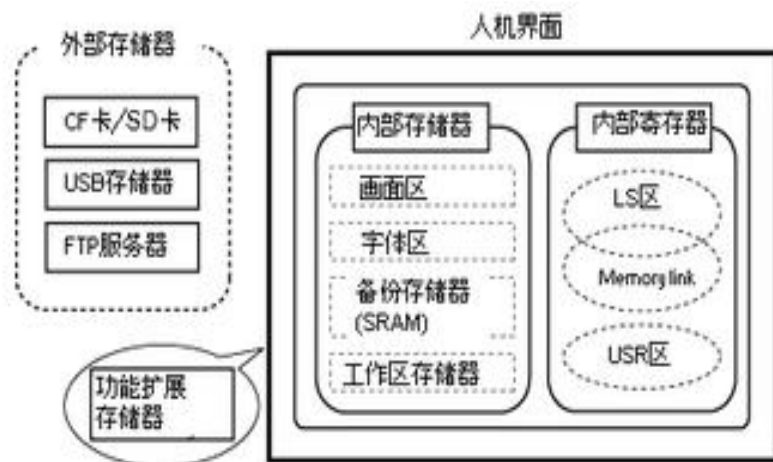 人机界面
外部存储器
CF卡/SD卡
USB存储器
FTP服务器
功能扩展
存储器
内部存储器
画面区
字体区
备份存储器
(SRAM)
工作区存储器
内部寄存器
LS区
Memory link
USR区